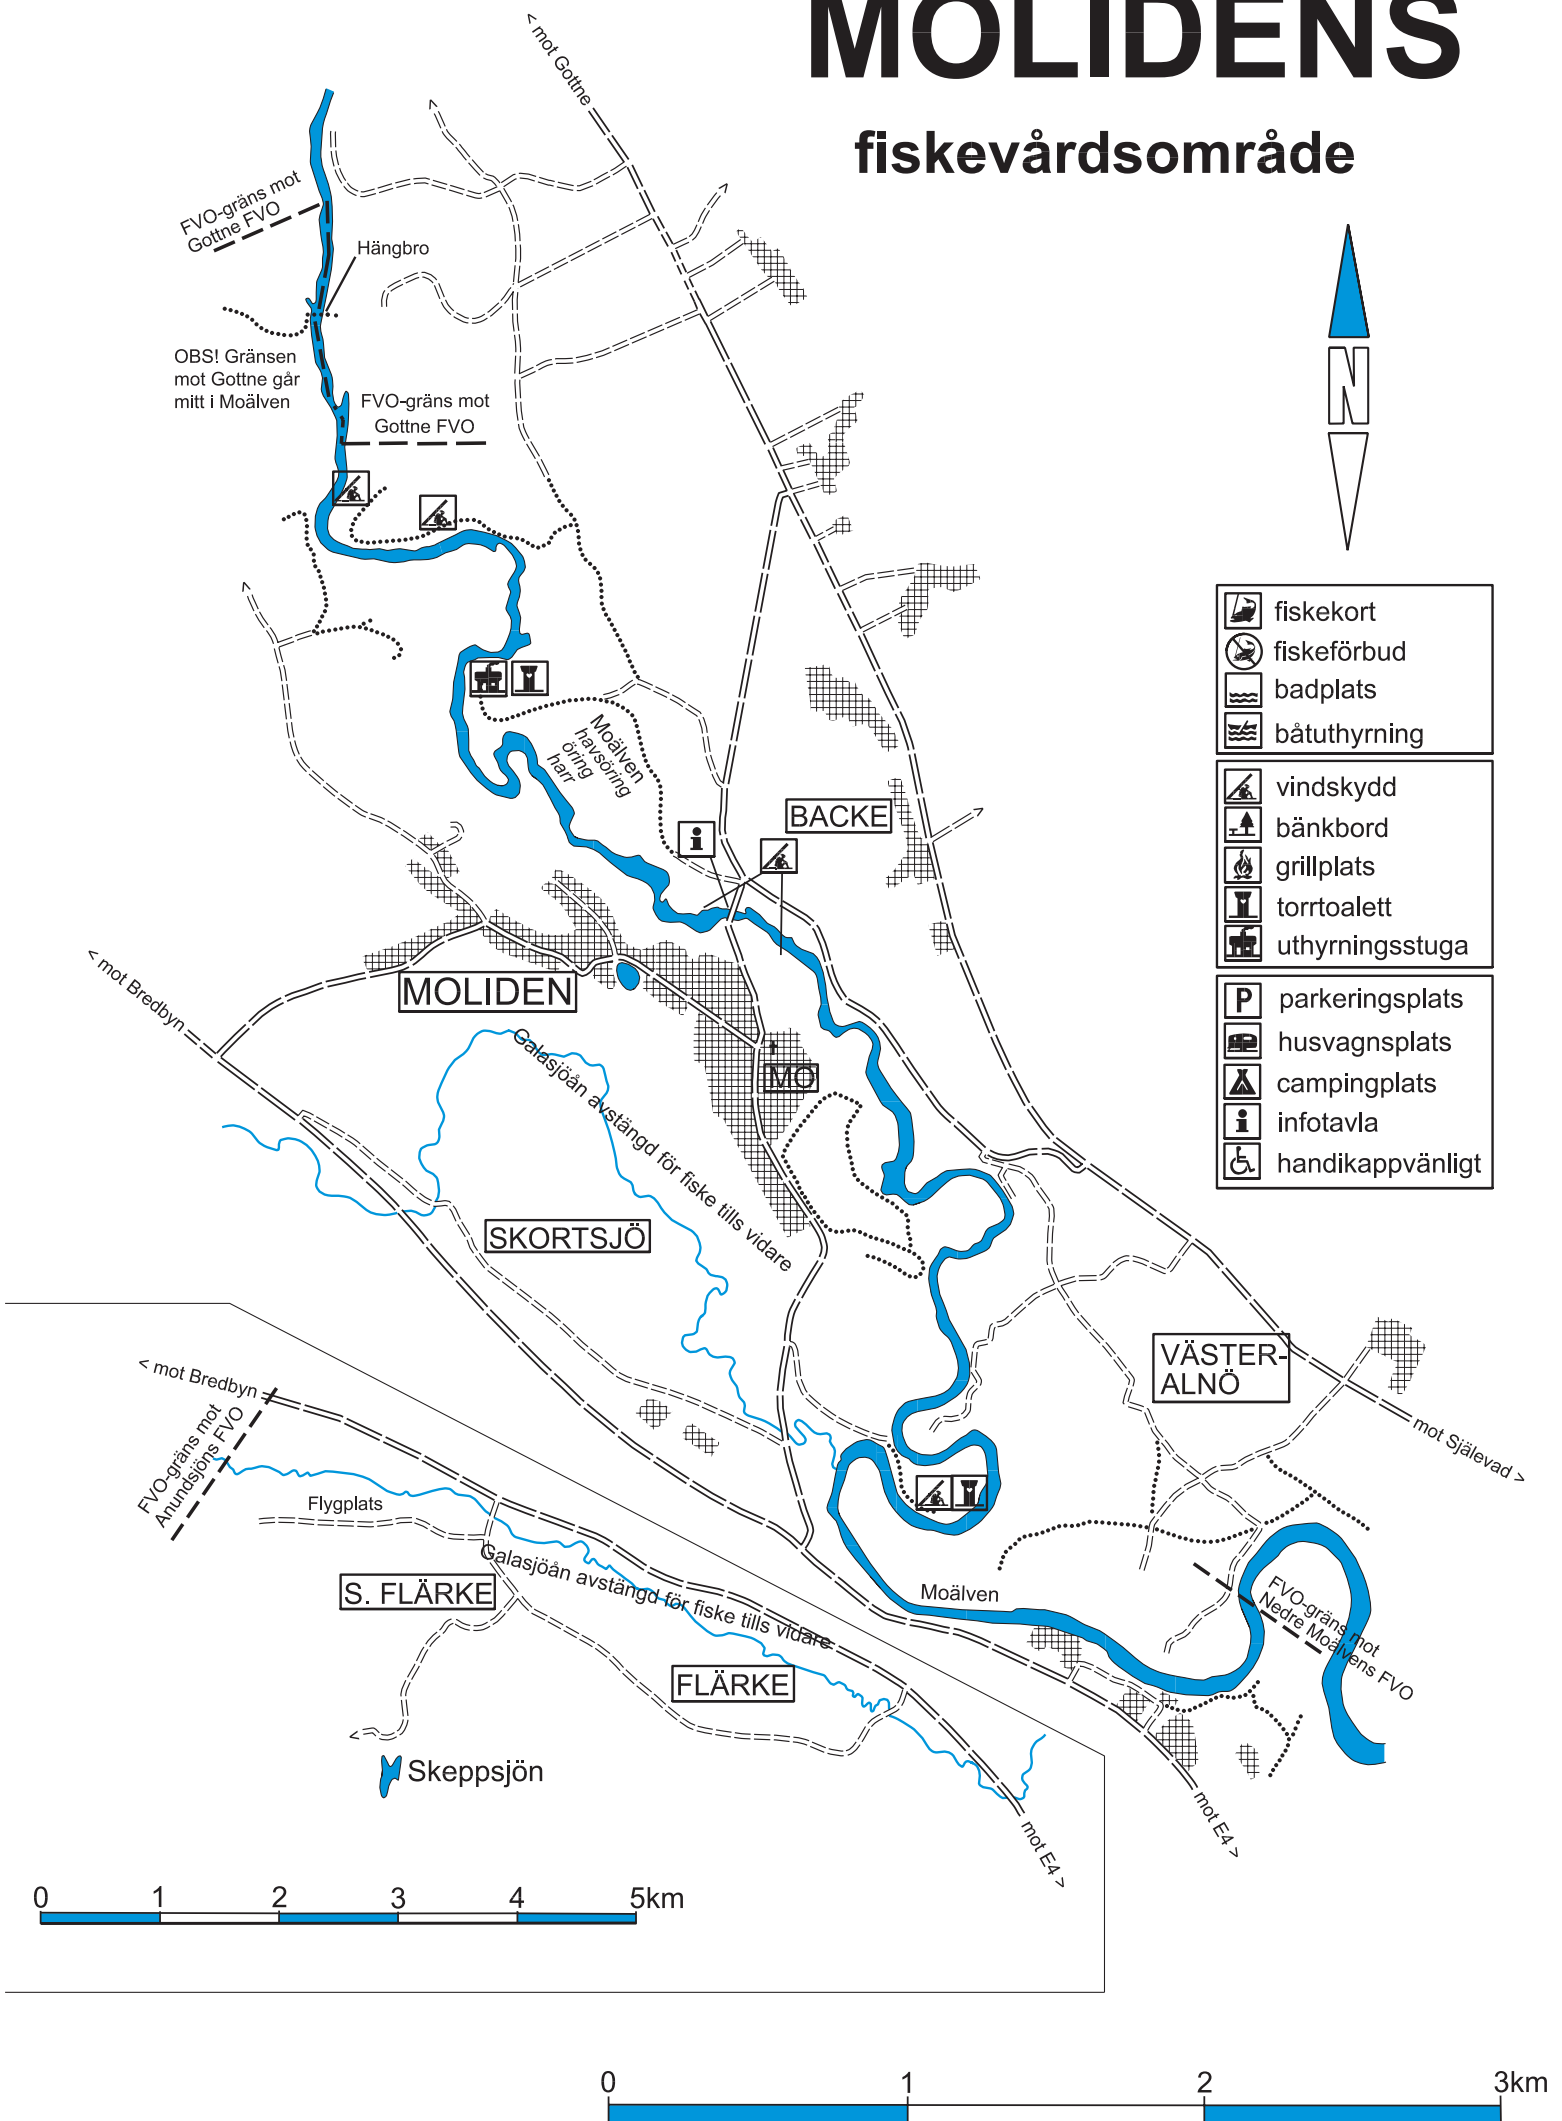 MOLIDENS
fiskevårdsområde
< mot Gottne
FVO-gräns mot
Gottne FVO
Hängbro
OBS! Gränsen
mot Gottne går
mitt i Moälven
FVO-gräns mot
Gottne FVO
N
fiskekort
fiskeförbud
badplats
båtuthyrning
vindskydd
bänkbord
grillplats
torrtoalett
uthyrningsstuga
P parkeringsplats
husvagnsplats
campingplats
i infotavla
handikappvänligt
Moälven
havsöring
öring
harr
i
BACKE
< mot Bredbyn
MOLIDEN
MO
Galasjöån avstängd för fiske tills vidare
SKORTSJÖ
VÄSTER-
ALNÖ
mot Själevad >
< mot Bredbyn
FVO-gräns mot
Anundsjöns FVO
Flygplats
S. FLÄRKE
Galasjöån avstängd för fiske tills vidare
FLÄRKE
Moälven
FVO-gräns mot
Nedre Moälvens FVO
Skeppsjön
mot E4 >
mot E4 >
0 1 2 3 4 5km
0 1 2 3km